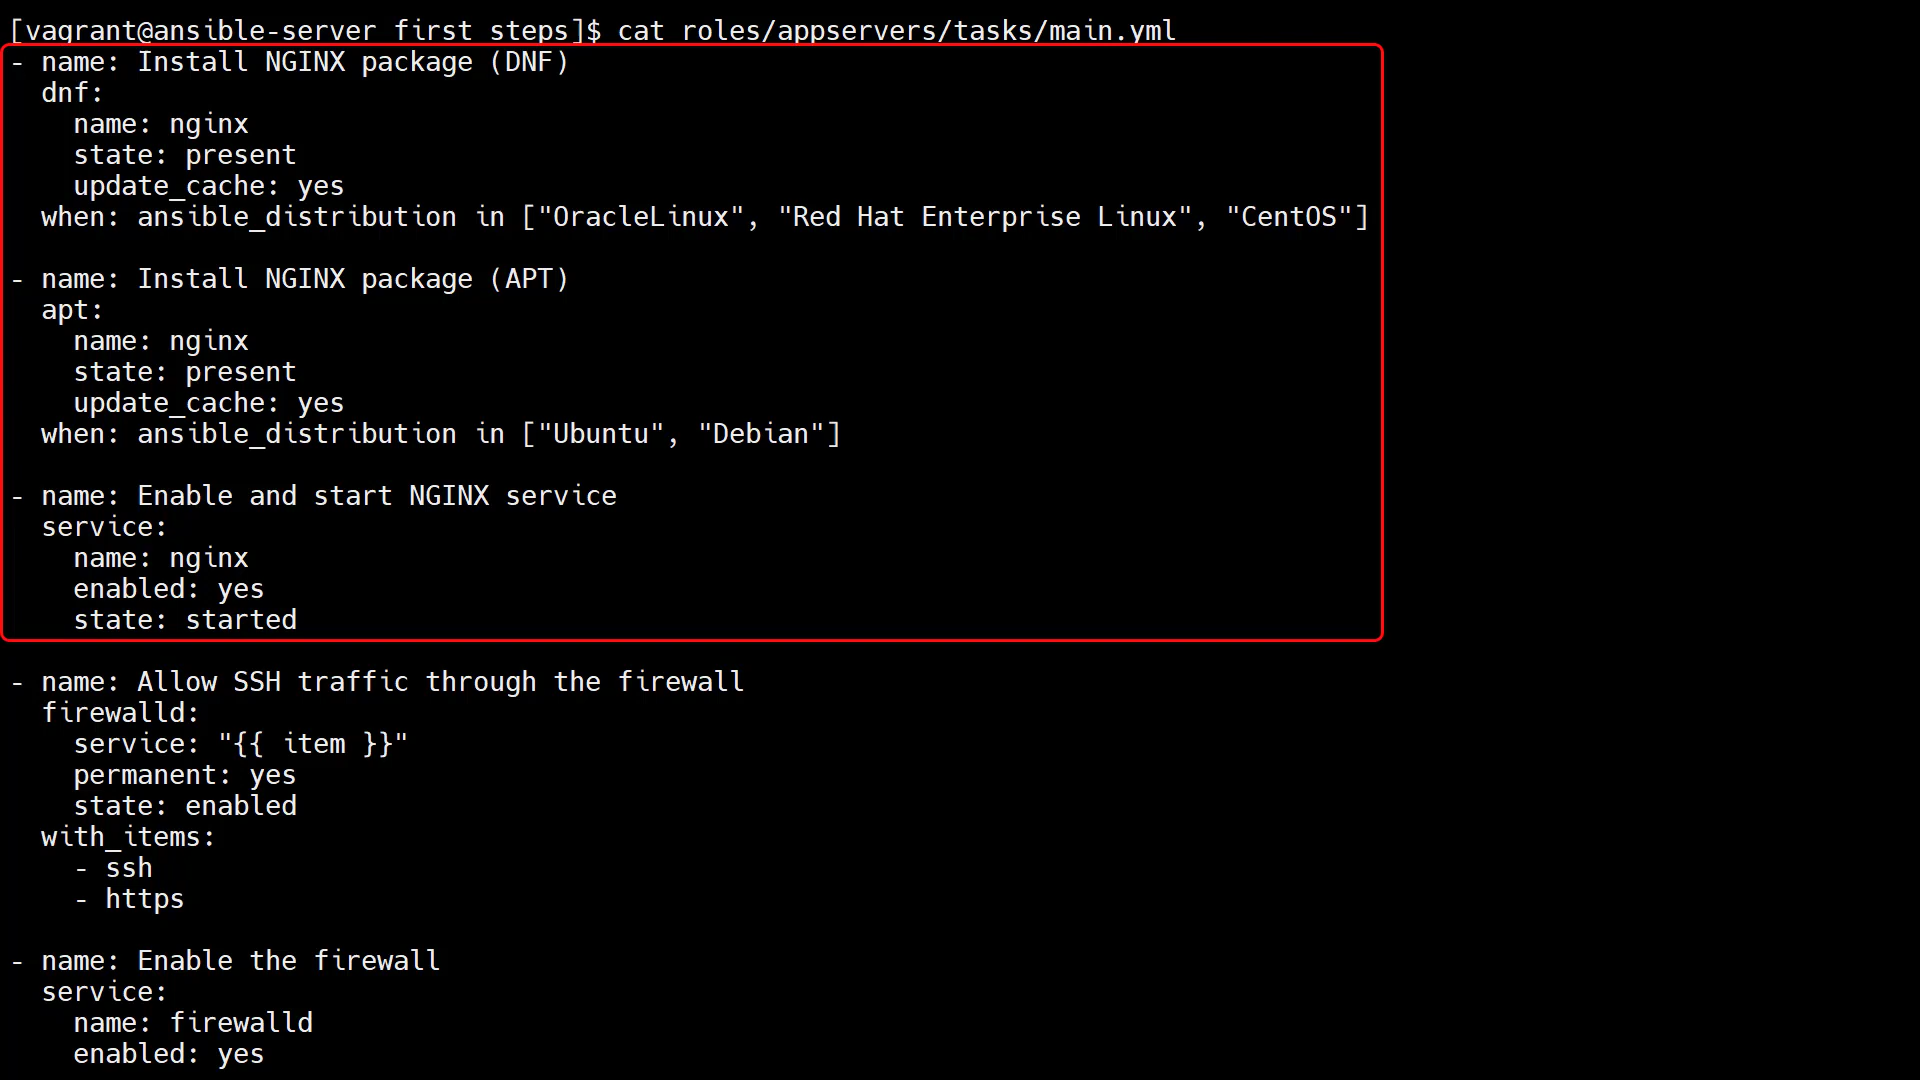 [vagrant@ansible-server first steps]$ cat roles/appservers/tasks/main.yml
- name: Install NGINX package (DNF)
  dnf:
    name: nginx
    state: present
    update_cache: yes
  when: ansible_distribution in ["OracleLinux", "Red Hat Enterprise Linux", "CentOS"]

- name: Install NGINX package (APT)
  apt:
    name: nginx
    state: present
    update_cache: yes
  when: ansible_distribution in ["Ubuntu", "Debian"]

- name: Enable and start NGINX service
  service:
    name: nginx
    enabled: yes
    state: started

- name: Allow SSH traffic through the firewall
  firewalld:
    service: "{{ item }}"
    permanent: yes
    state: enabled
  with_items:
    - ssh
    - https

- name: Enable the firewall
  service:
    name: firewalld
    enabled: yes